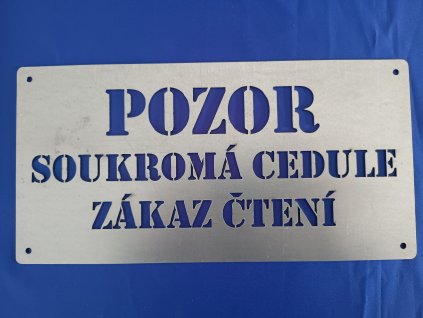 POZOR
SOUKROMÁ CEDULE
ZÁKAZ ČTENÍ